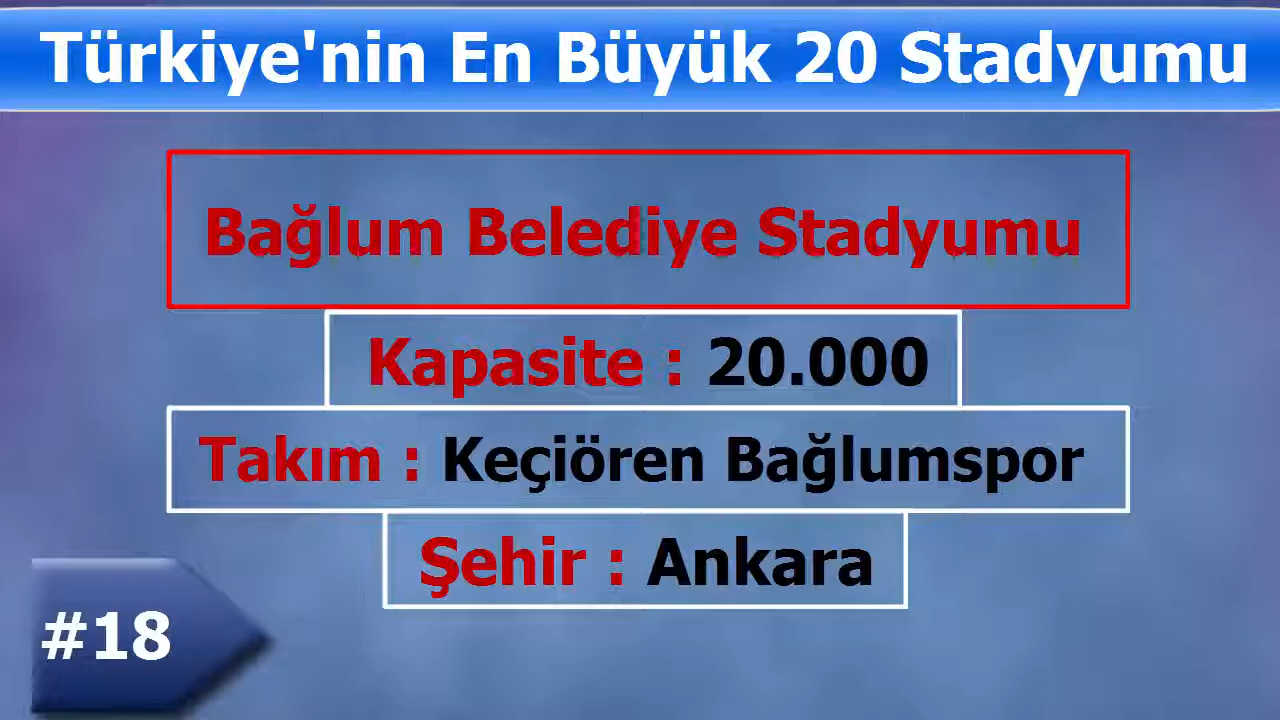 Türkiye'nin En Büyük 20 Stadyumu
Bağlum Belediye Stadyumu
Kapasite : 20.000
Takım : Keçiören Bağlumspor
Şehir : Ankara
#18